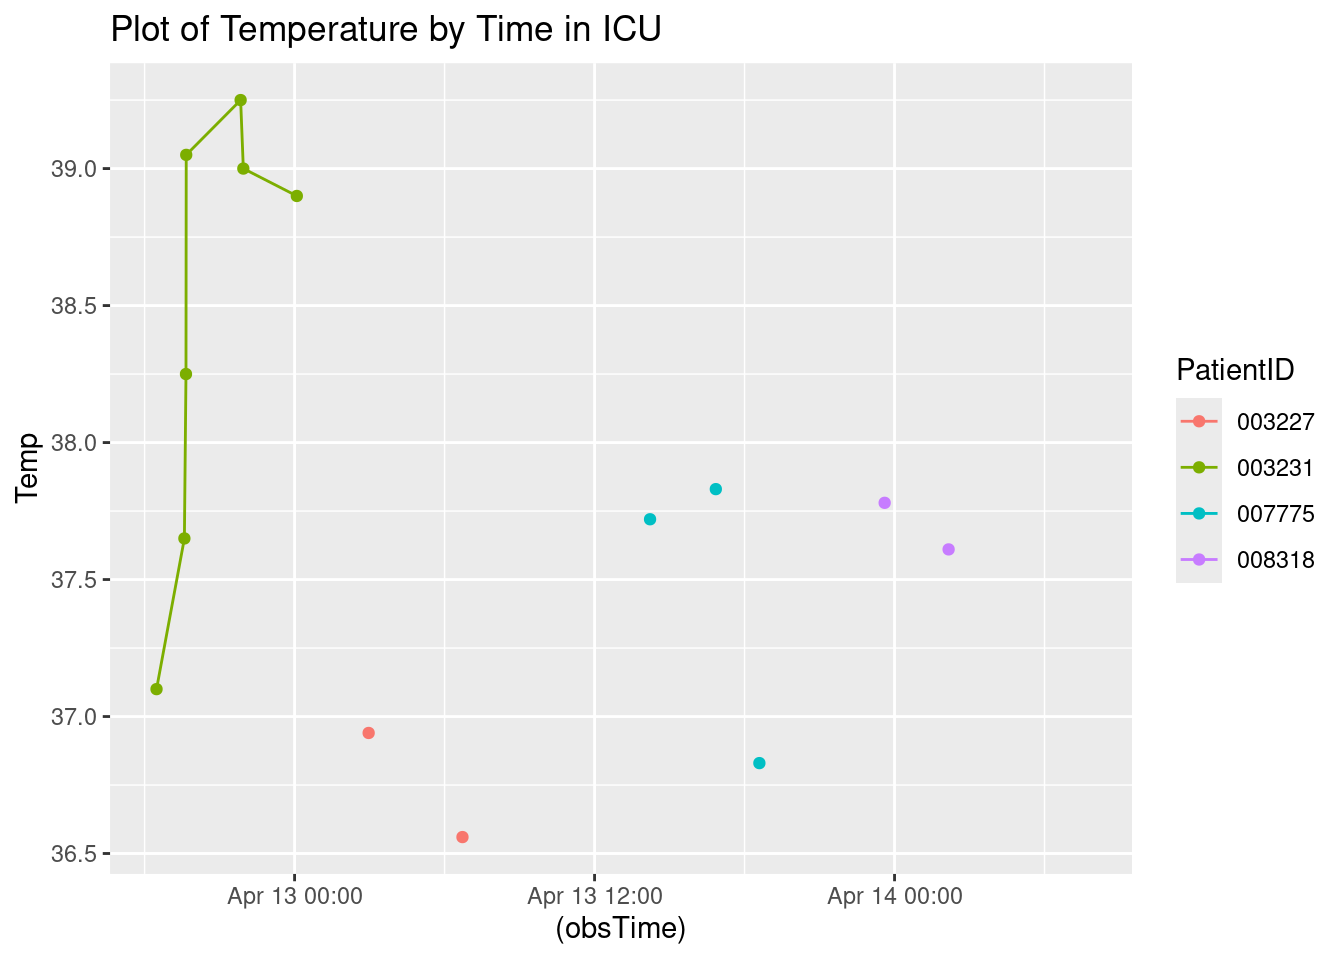 Plot of Temperature by Time in ICU
39.0
38.5
38.0
37.5
37.0
36.5
Temp
Apr 13 00:00
Apr 13 12:00
Apr 14 00:00
(obsTime)
PatientID
003227
003231
007775
008318